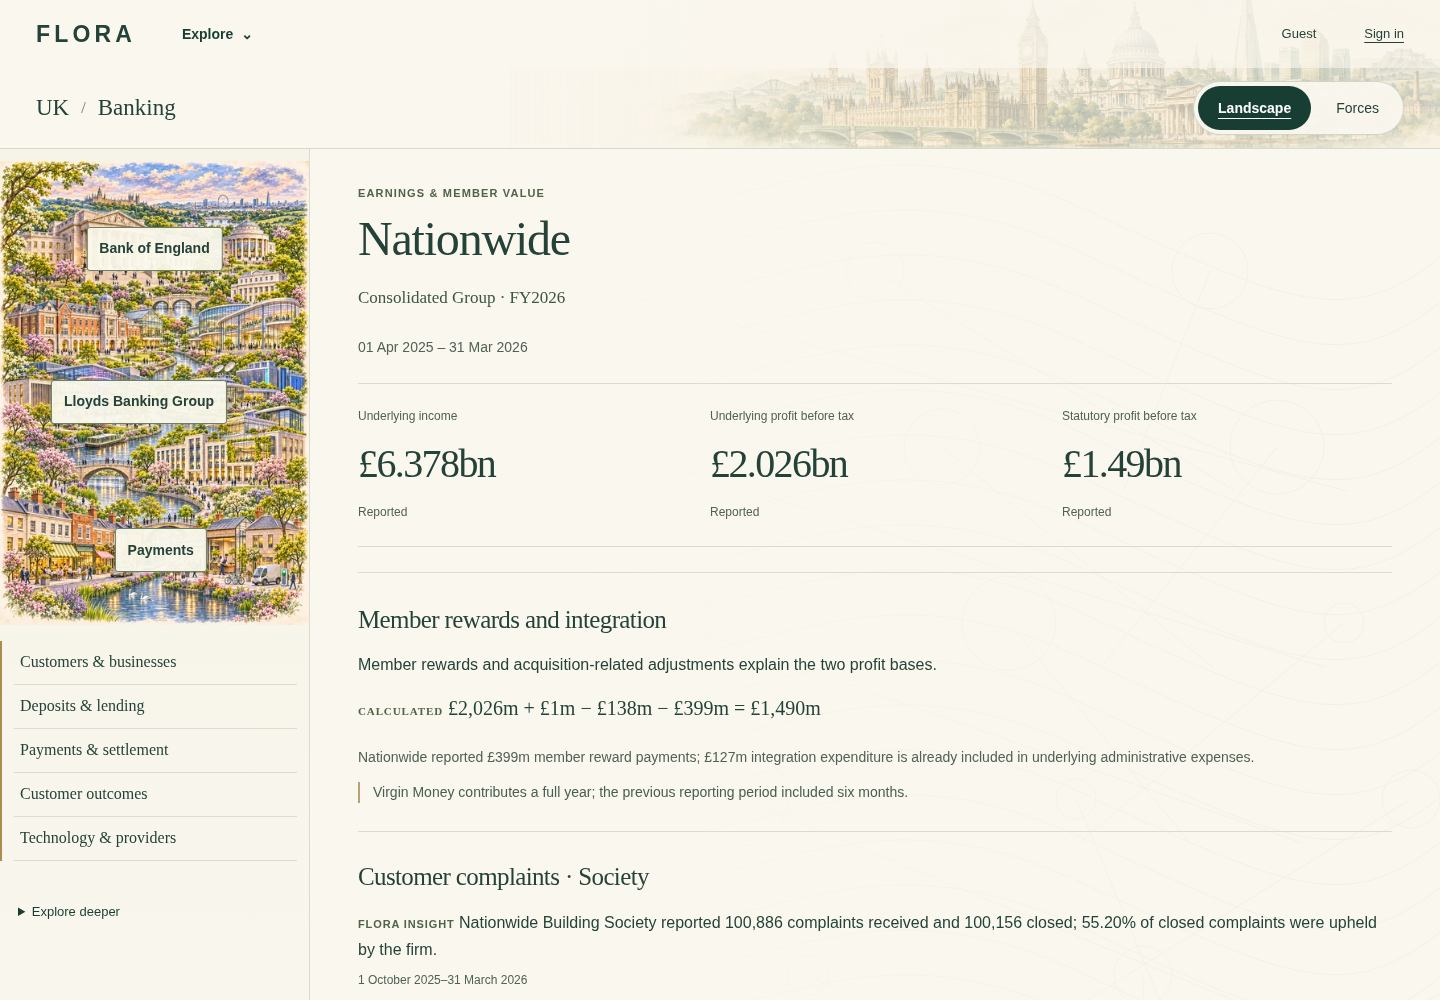 FLORA
Explore
Guest
Sign in
UK / Banking
Landscape
Forces
Bank of England
Lloyds Banking Group
Payments
Customers & businesses
Deposits & lending
Payments & settlement
Customer outcomes
Technology & providers
Explore deeper
EARNINGS & MEMBER VALUE
Nationwide
Consolidated Group · FY2026
01 Apr 2025 – 31 Mar 2026
Underlying income
£6.378bn
Reported
Underlying profit before tax
£2.026bn
Reported
Statutory profit before tax
£1.49bn
Reported
Member rewards and integration
Member rewards and acquisition-related adjustments explain the two profit bases.
CALCULATED £2,026m + £1m − £138m − £399m = £1,490m
Nationwide reported £399m member reward payments; £127m integration expenditure is already included in underlying administrative expenses.
Virgin Money contributes a full year; the previous reporting period included six months.
Customer complaints · Society
FLORA INSIGHT Nationwide Building Society reported 100,886 complaints received and 100,156 closed; 55.20% of closed complaints were upheld
by the firm.
1 October 2025–31 March 2026